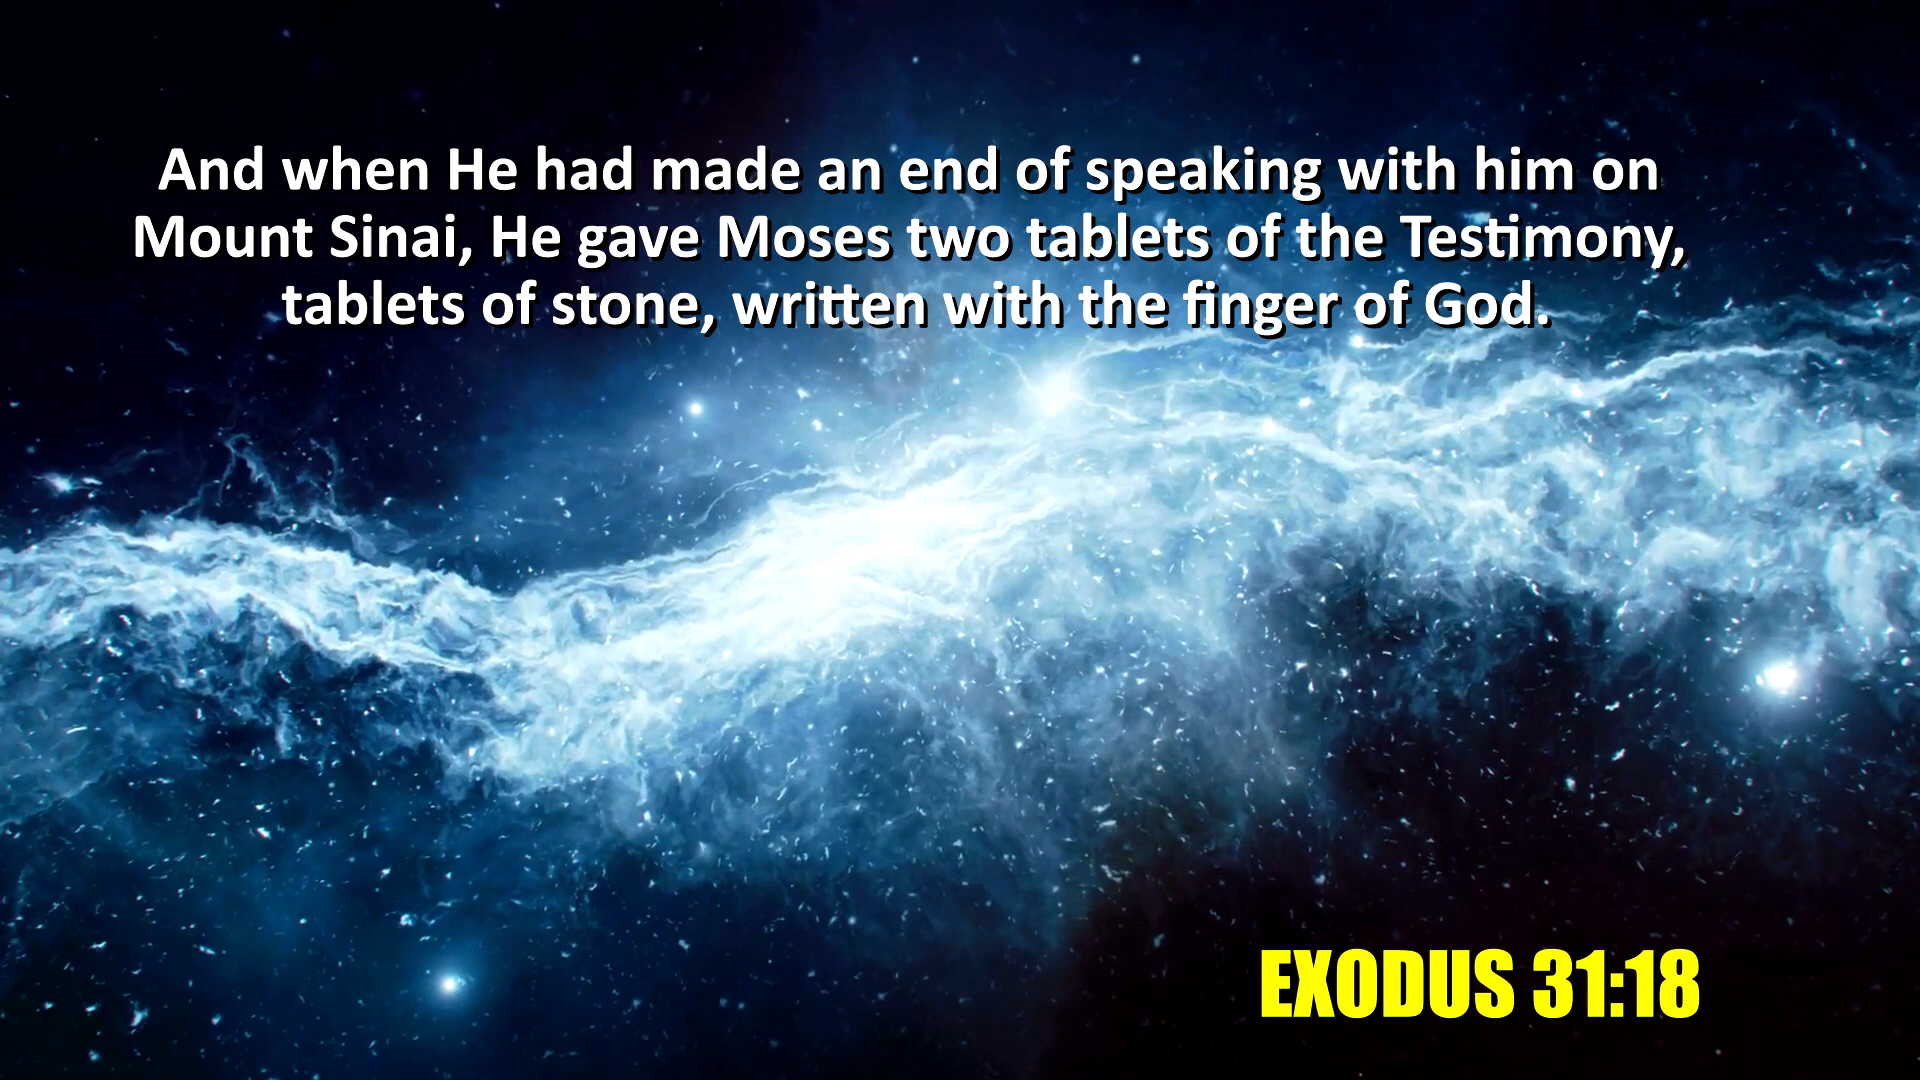 And when He had made an end of speaking with him on
Mount Sinai, He gave Moses two tablets of the Testimony,
tablets of stone, written with the finger of God.
EXODUS 31:18